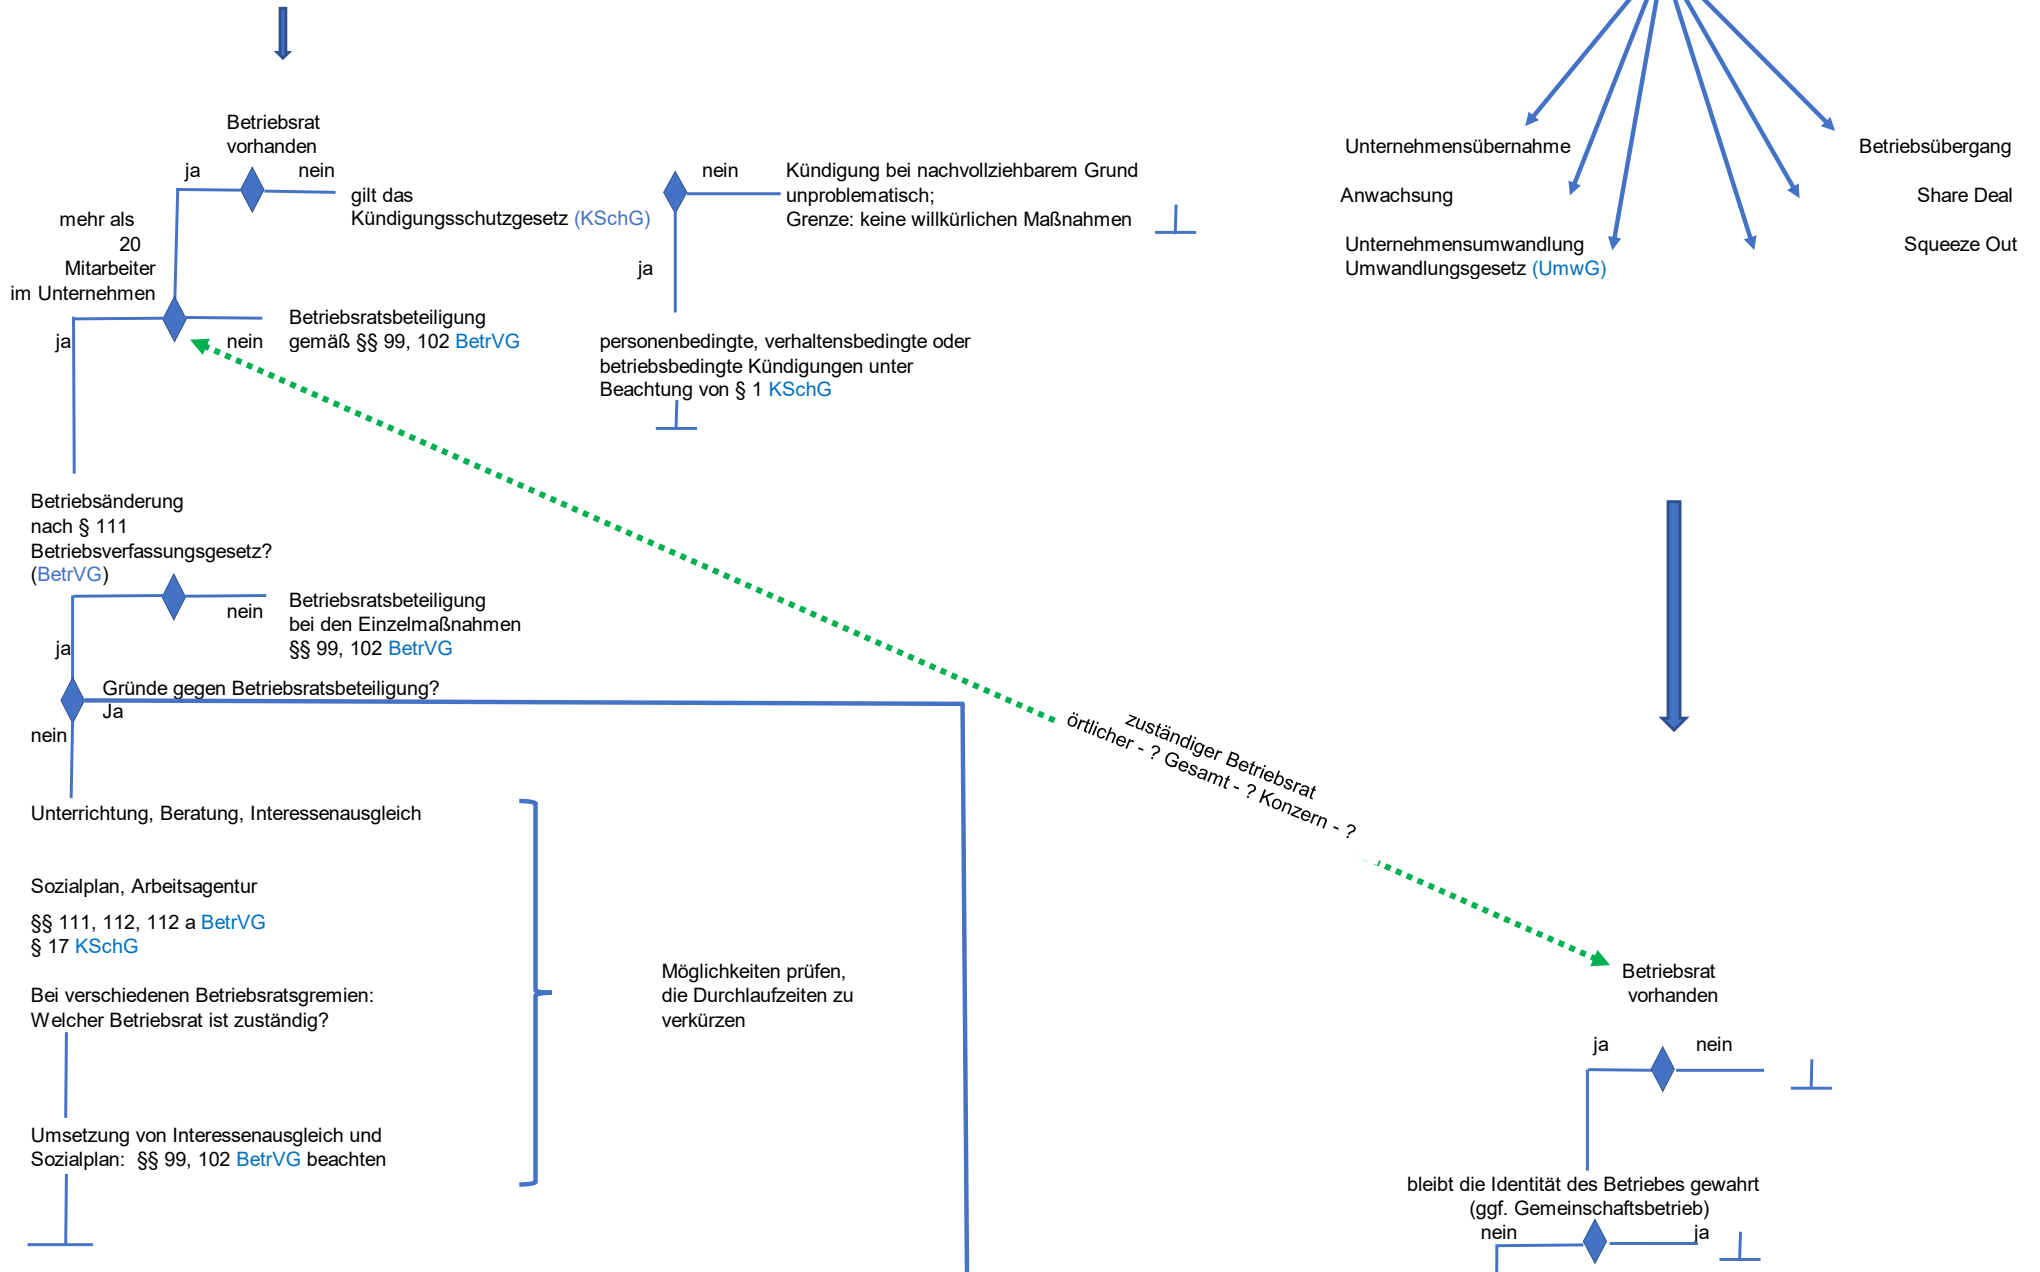 Betriebsrat
vorhanden
ja
nein
gilt das
Kündigungsschutzgesetz (KSchG)
nein
Kündigung bei nachvollziehbarem Grund
unproblematisch;
Grenze: keine willkürlichen Maßnahmen
ja
personenbedingte, verhaltensbedingte oder
betriebsbedingte Kündigungen unter
Beachtung von § 1 KSchG
mehr als
20
Mitarbeiter
im Unternehmen
ja
nein
Betriebsratsbeteiligung
gemäß §§ 99, 102 BetrVG
Betriebsänderung
nach § 111
Betriebsverfassungsgesetz?
(BetrVG)
nein
Betriebsratsbeteiligung
bei den Einzelmaßnahmen
§§ 99, 102 BetrVG
ja
Gründe gegen Betriebsratsbeteiligung?
Ja
nein
Unterrichtung, Beratung, Interessenausgleich
Sozialplan, Arbeitsagentur
§§ 111, 112, 112 a BetrVG
§ 17 KSchG
Bei verschiedenen Betriebsratsgremien:
Welcher Betriebsrat ist zuständig?
Umsetzung von Interessenausgleich und
Sozialplan: §§ 99, 102 BetrVG beachten
Möglichkeiten prüfen,
die Durchlaufzeiten zu
verkürzen
zuständiger Betriebsrat
örtlicher - ? Gesamt - ? Konzern - ?
Unternehmensübernahme
Anwachsung
Unternehmensumwandlung
Umwandlungsgesetz (UmwG)
Betriebsübergang
Share Deal
Squeeze Out
Betriebsrat
vorhanden
ja
nein
bleibt die Identität des Betriebes gewahrt
(ggf. Gemeinschaftsbetrieb)
nein
ja